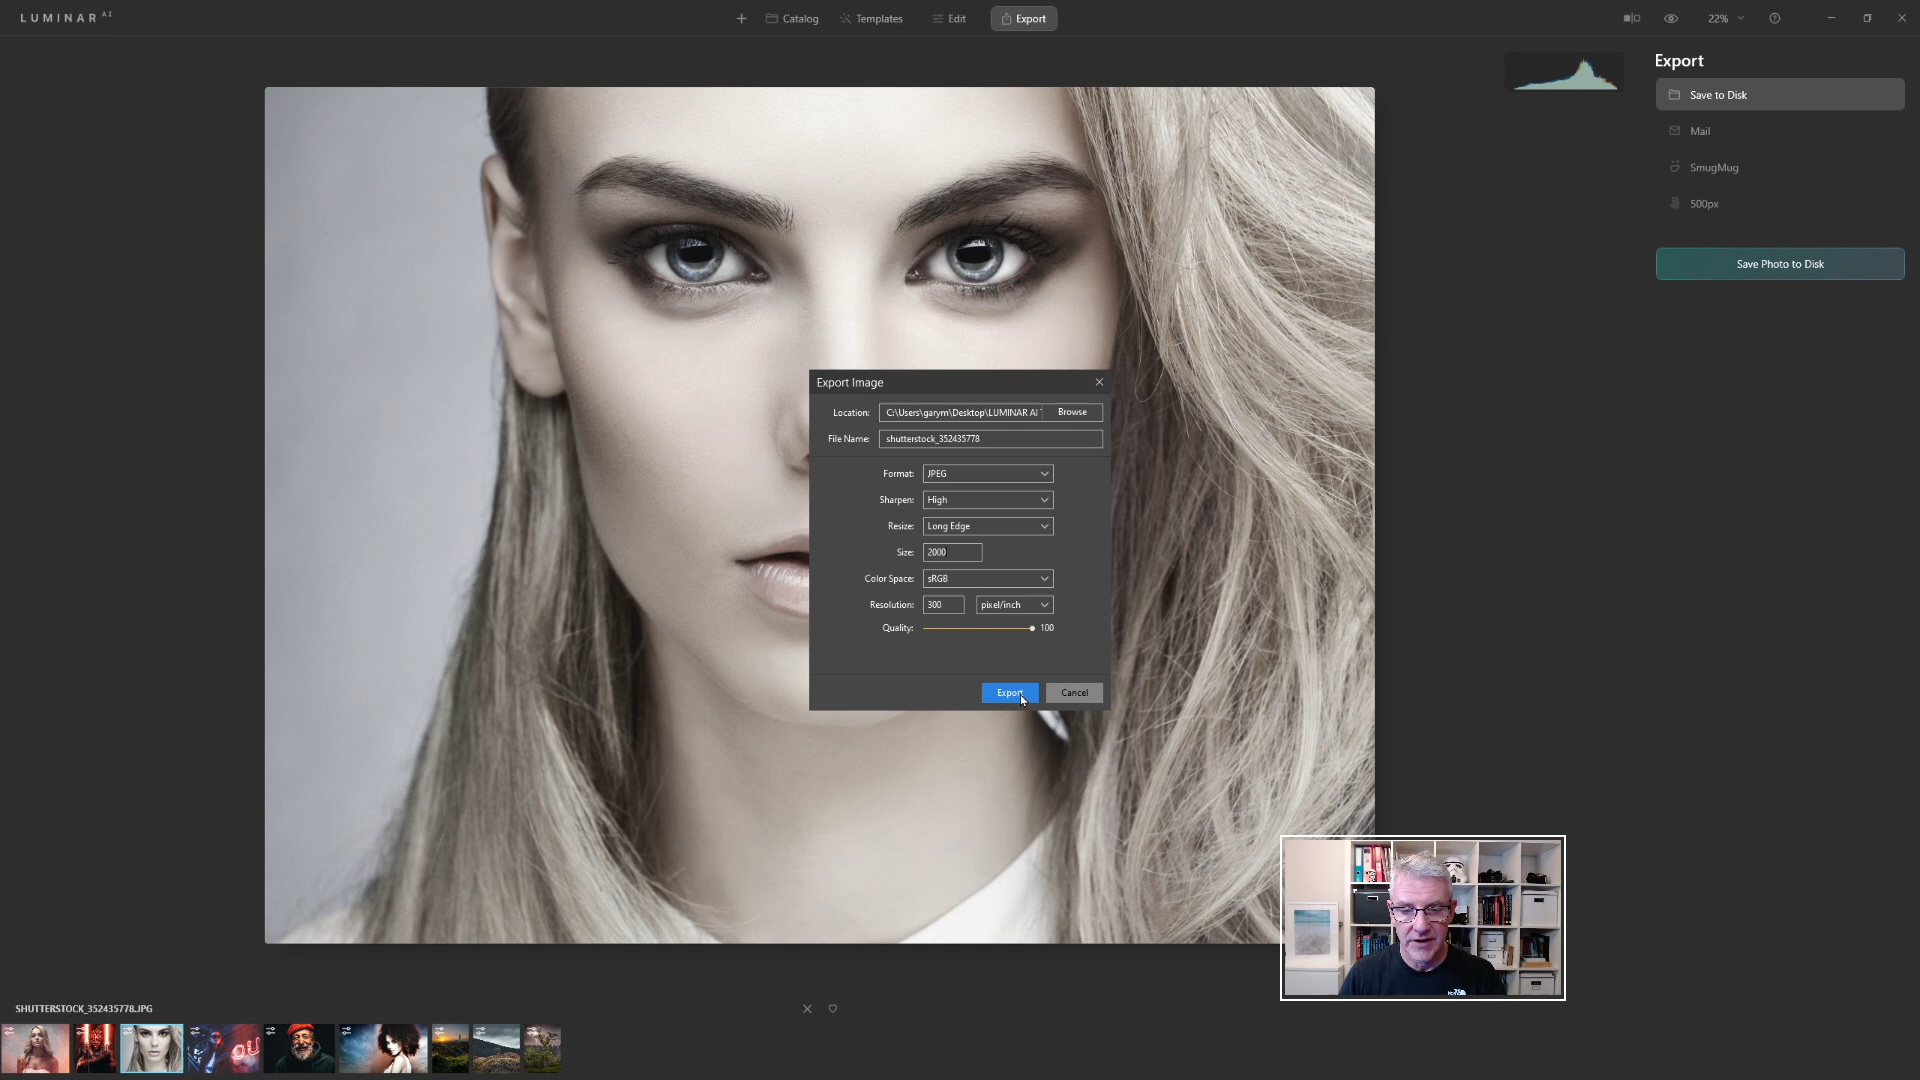 LUMINAR AI
Catalog
Templates
Edit
Export
22%
Export
Save to Disk
Mail
SmugMug
500px
Save Photo to Disk
Export Image
Location: C:\Users\garym\Desktop\LUMINAR AI Browse
File Name: shutterstock_352435778
Format: JPEG
Sharpen: High
Resize: Long Edge
Size: 2000
Color Space: sRGB
Resolution: 300 pixel/inch
Quality: 100
Export Cancel
SHUTTERSTOCK_352435778.JPG
OU